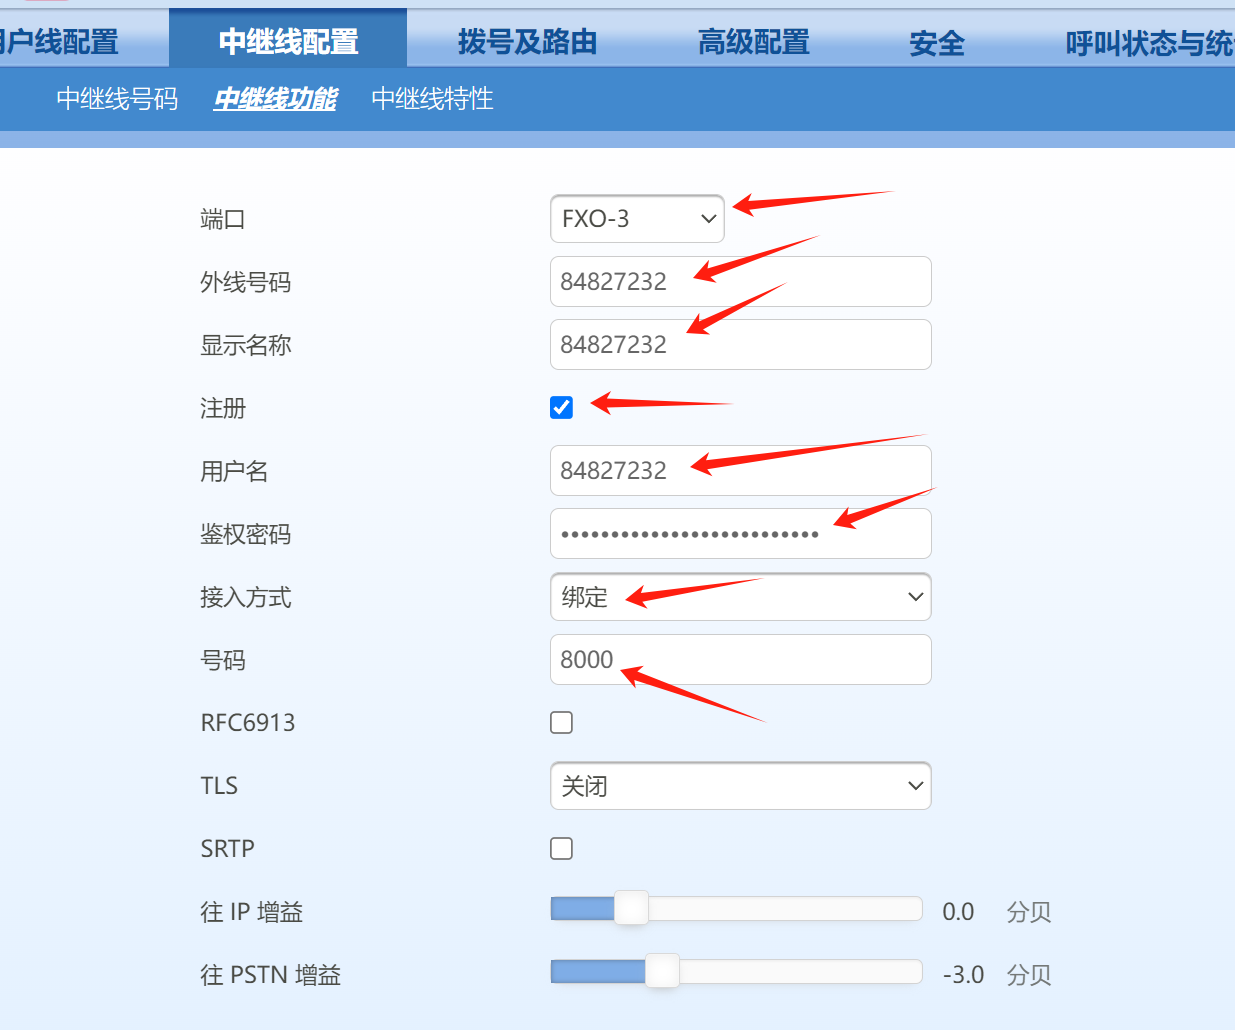 用户线配置 中继线配置 拨号及路由 高级配置 安全 呼叫状态与统
中继线号码 中继线功能 中继线特性
端口 FXO-3
外线号码 84827232
显示名称 84827232
注册
用户名 84827232
鉴权密码 ••••••••••••••••••••••••••
接入方式 绑定
号码 8000
RFC6913
TLS 关闭
SRTP
往 IP 增益 0.0 分贝
往 PSTN 增益 -3.0 分贝